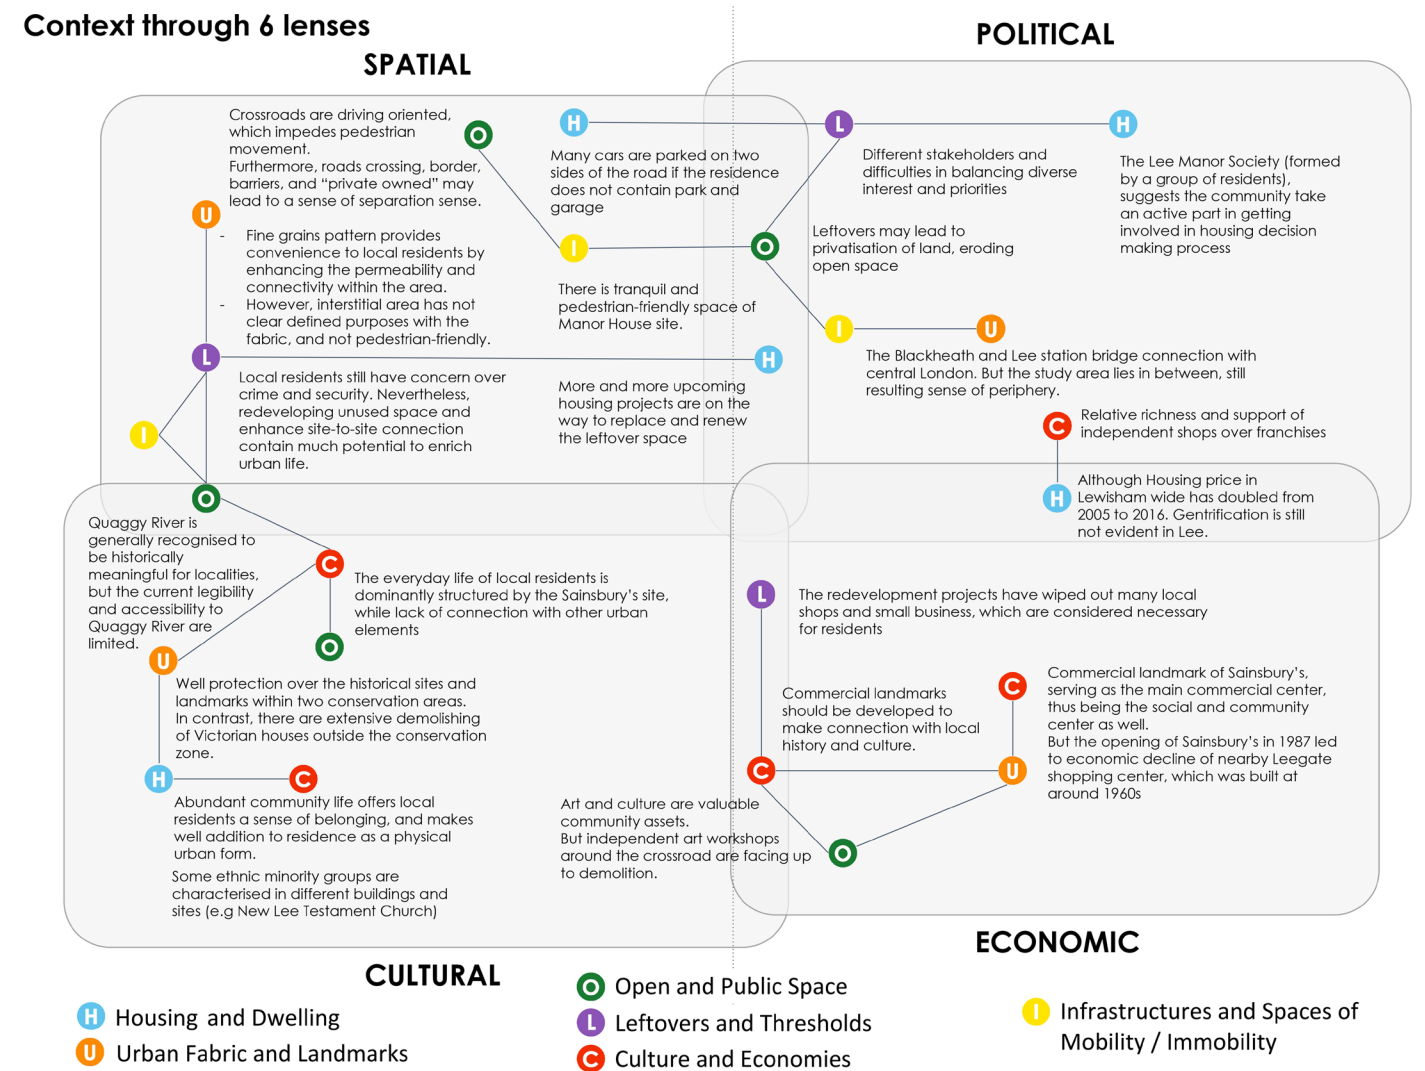 Context through 6 lenses
SPATIAL
POLITICAL
Crossroads are driving oriented,
which impedes pedestrian
movement.
Furthermore, roads crossing, border,
barriers, and “private owned” may
lead to a sense of separation sense.
O
H
Many cars are parked on two
sides of the road if the residence
does not contain park and
garage
L
Different stakeholders and
difficulties in balancing diverse
interest and priorities
H
The Lee Manor Society (formed
by a group of residents),
suggests the community take
an active part in getting
involved in housing decision
making process
U
- Fine grains pattern provides
convenience to local residents by
enhancing the permeability and
connectivity within the area.
- However, interstitial area has not
clear defined purposes with the
fabric, and not pedestrian-friendly.
I
There is tranquil and
pedestrian-friendly space of
Manor House site.
O
Leftovers may lead to
privatisation of land, eroding
open space
I
U
The Blackheath and Lee station bridge connection with
central London. But the study area lies in between, still
resulting sense of periphery.
L
Local residents still have concern over
crime and security. Nevertheless,
redeveloping unused space and
enhance site-to-site connection
contain much potential to enrich
urban life.
H
More and more upcoming
housing projects are on the
way to replace and renew
the leftover space
I
C
Relative richness and support of
independent shops over franchises
H
Although Housing price in
Lewisham wide has doubled from
2005 to 2016. Gentrification is still
not evident in Lee.
O
Quaggy River is
generally recognised to
be historically
meaningful for localities,
but the current legibility
and accessibility to
Quaggy River are
limited.
C
The everyday life of local residents is
dominantly structured by the Sainsbury’s site,
while lack of connection with other urban
elements
O
L
The redevelopment projects have wiped out many local
shops and small business, which are considered necessary
for residents
U
Well protection over the historical sites and
landmarks within two conservation areas.
In contrast, there are extensive demolishing
of Victorian houses outside the conservation
zone.
Commercial landmarks
should be developed to
make connection with local
history and culture.
C
Commercial landmark of Sainsbury’s,
serving as the main commercial center,
thus being the social and community
center as well.
But the opening of Sainsbury’s in 1987 led
to economic decline of nearby Leegate
shopping center, which was built at
around 1960s
H
C
Abundant community life offers local
residents a sense of belonging, and makes
well addition to residence as a physical
urban form.
Some ethnic minority groups are
characterised in different buildings and
sites (e.g New Lee Testament Church)
C
U
Art and culture are valuable
community assets.
But independent art workshops
around the crossroad are facing up
to demolition.
O
CULTURAL
ECONOMIC
H Housing and Dwelling
U Urban Fabric and Landmarks
O Open and Public Space
L Leftovers and Thresholds
C Culture and Economies
I Infrastructures and Spaces of
Mobility / Immobility